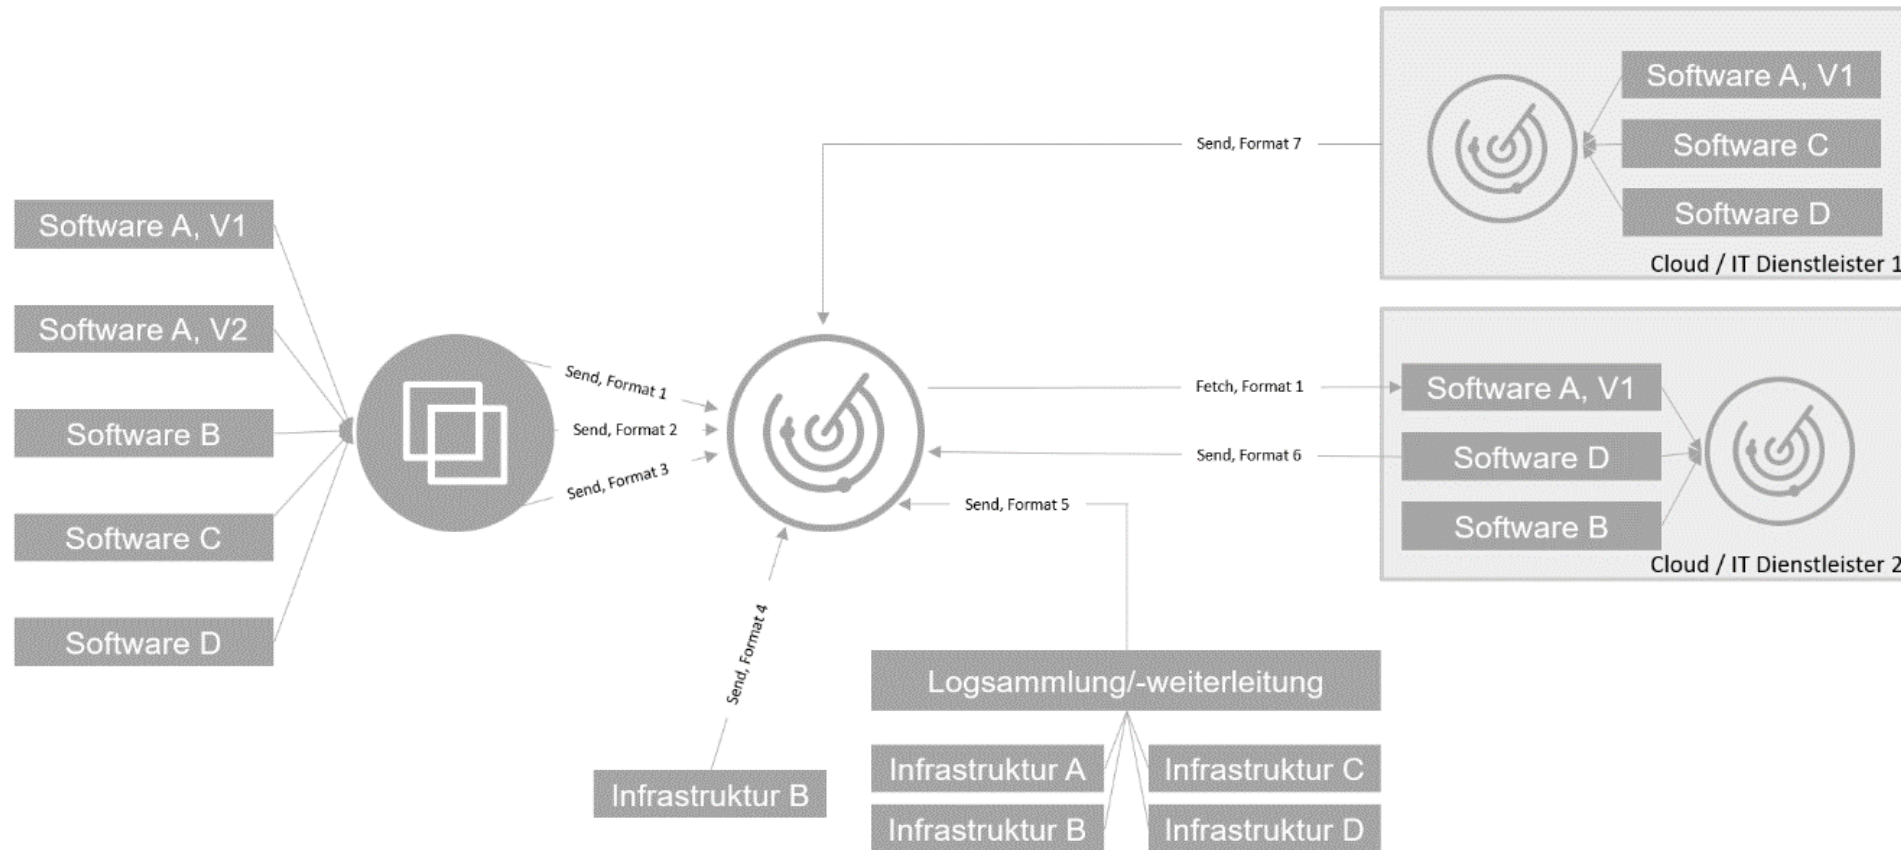 Software A, V1
Software A, V2
Software B
Software C
Software D
Send, Format 1
Send, Format 2
Send, Format 3
Send, Format 4
Infrastruktur B
Send, Format 7
Fetch, Format 1
Send, Format 6
Send, Format 5
Logsammlung/-weiterleitung
Infrastruktur A
Infrastruktur C
Infrastruktur B
Infrastruktur D
Software A, V1
Software C
Software D
Cloud / IT Dienstleister 1
Software A, V1
Software D
Software B
Cloud / IT Dienstleister 2